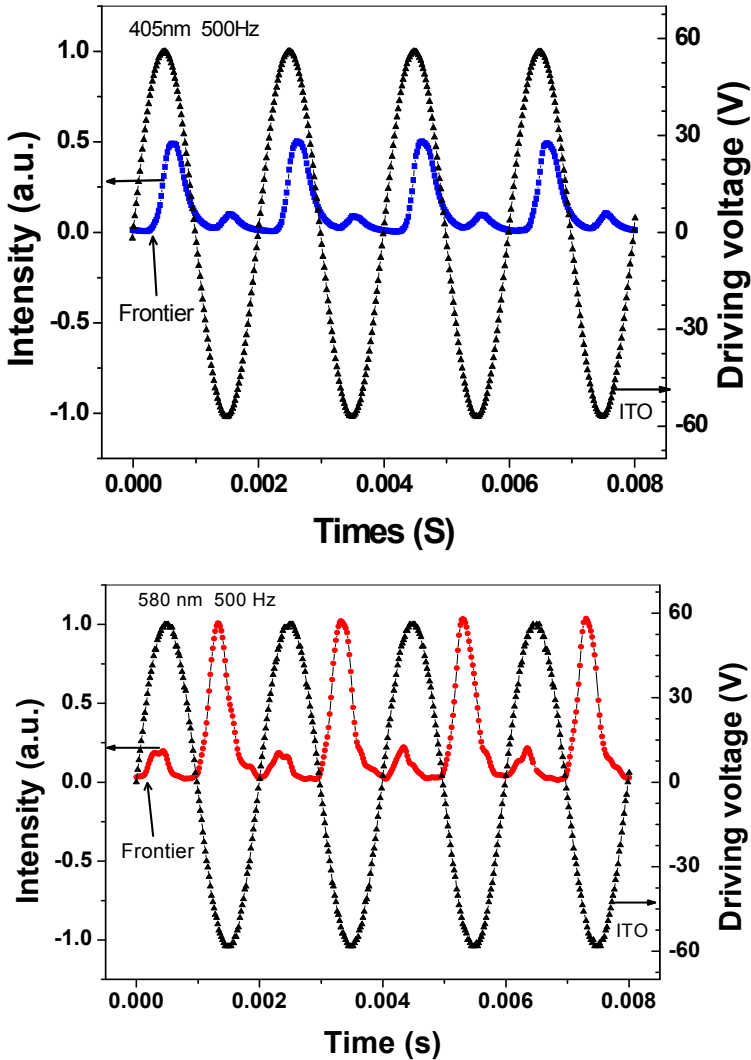 405nm 500Hz
1.0
0.5
0.0
-0.5
-1.0
Intensity (a.u.)
60
30
0
-30
-60
Driving voltage (V)
Frontier
ITO
0.000 0.002 0.004 0.006 0.008
Times (S)
580 nm 500 Hz
1.0
0.5
0.0
-0.5
-1.0
Intensity (a.u.)
60
30
0
-30
-60
Driving voltage (V)
Frontier
ITO
0.000 0.002 0.004 0.006 0.008
Time (s)